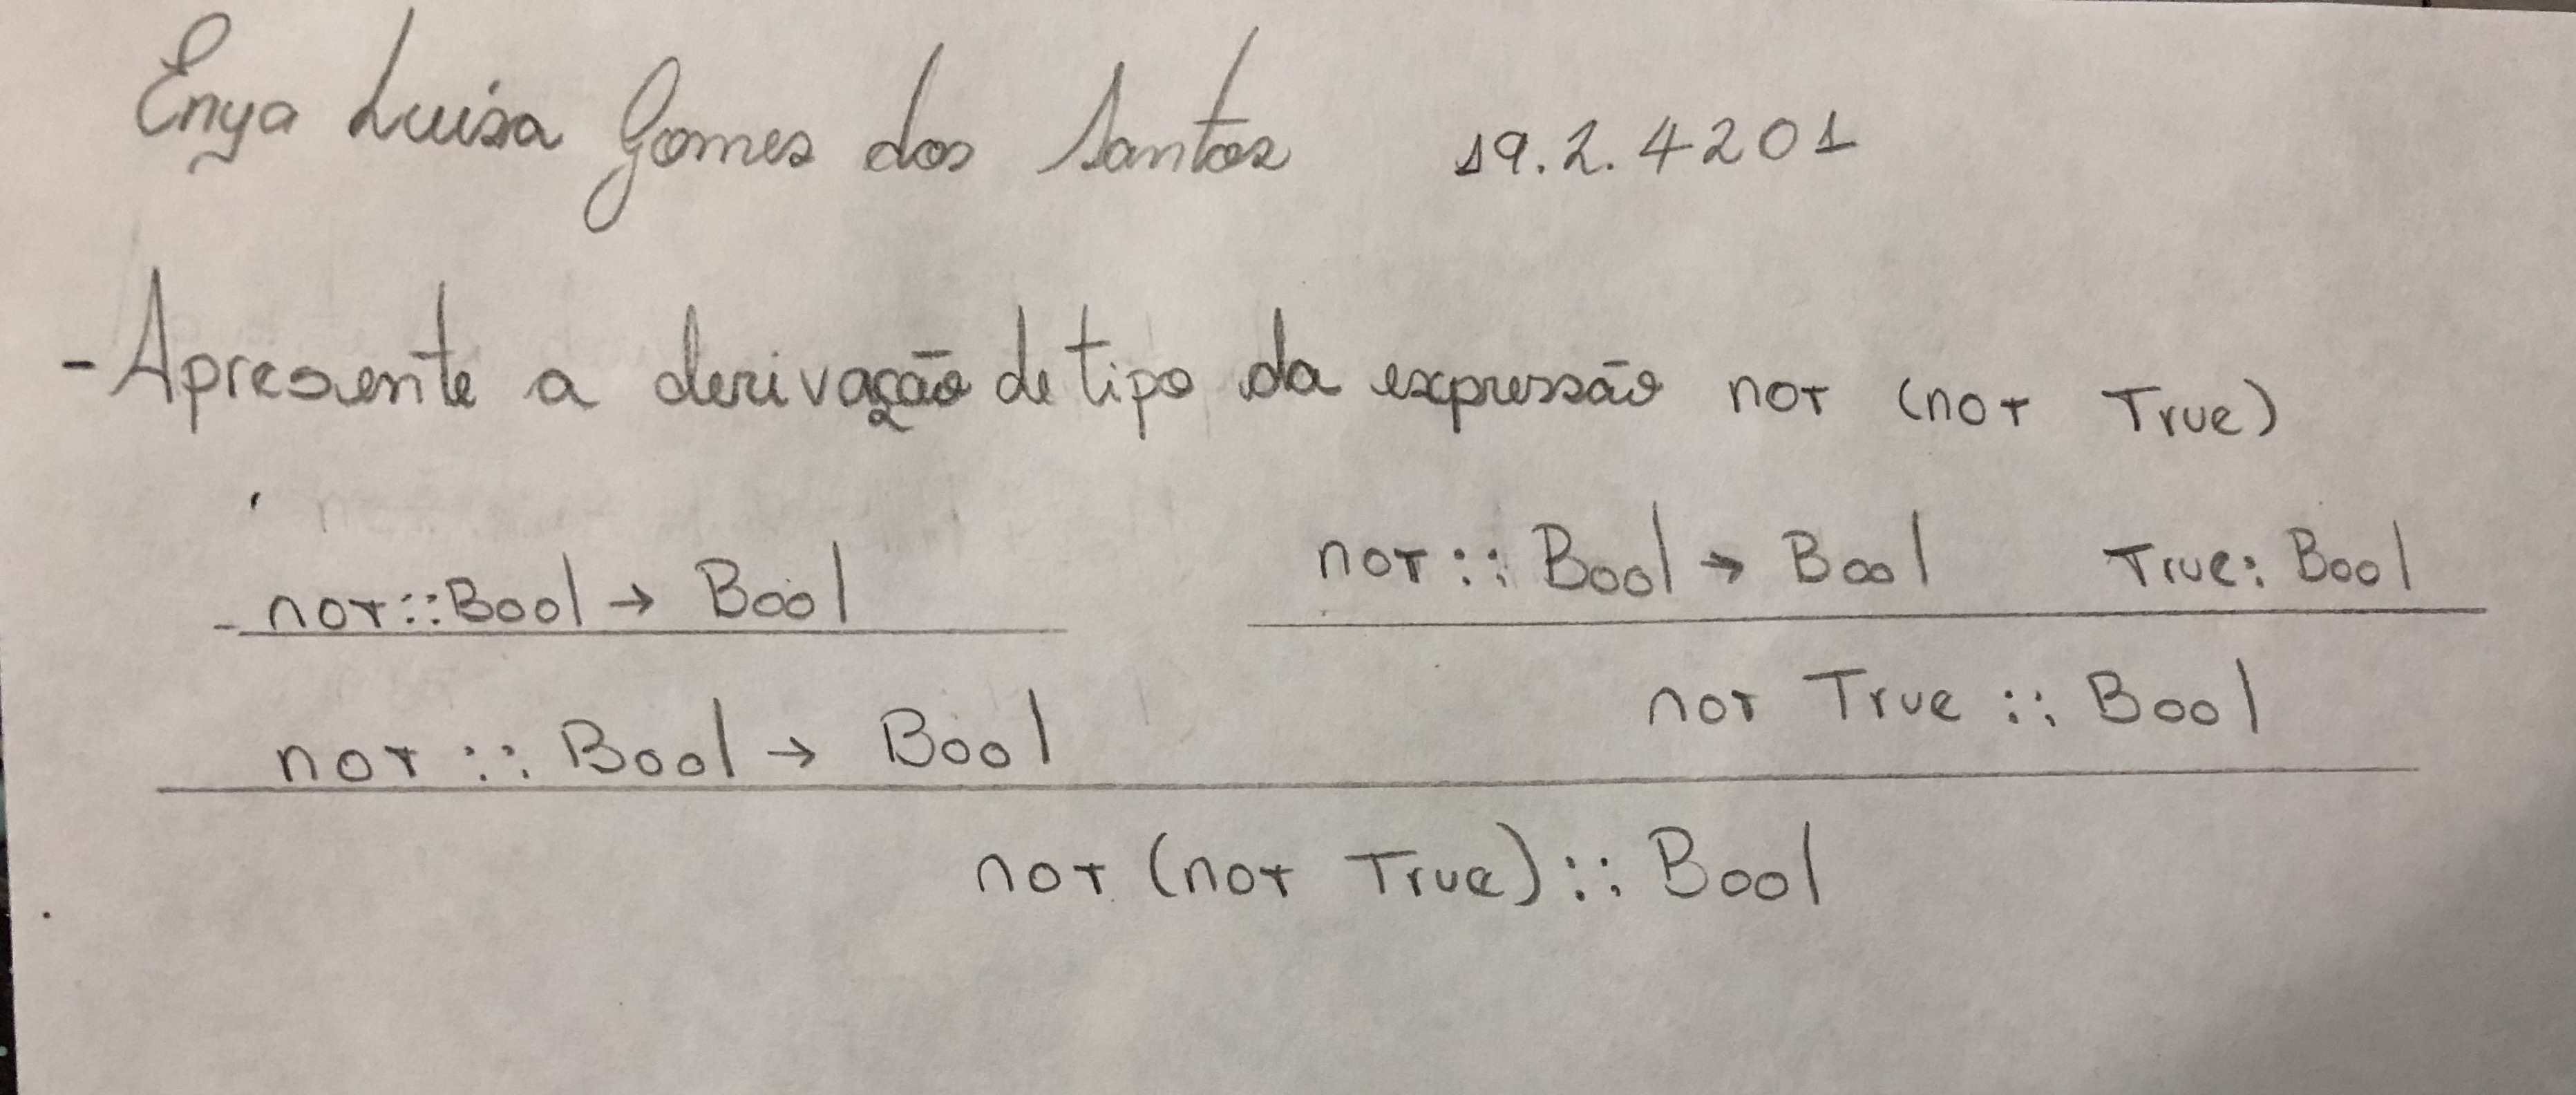 Enya Luisa Gomes dos Santos 19.2.4201
- Apresente a derivação de tipo da expressão not (not True)
not :: Bool → Bool not :: Bool → Bool True : Bool
not :: Bool → Bool not True :: Bool
not (not True) :: Bool